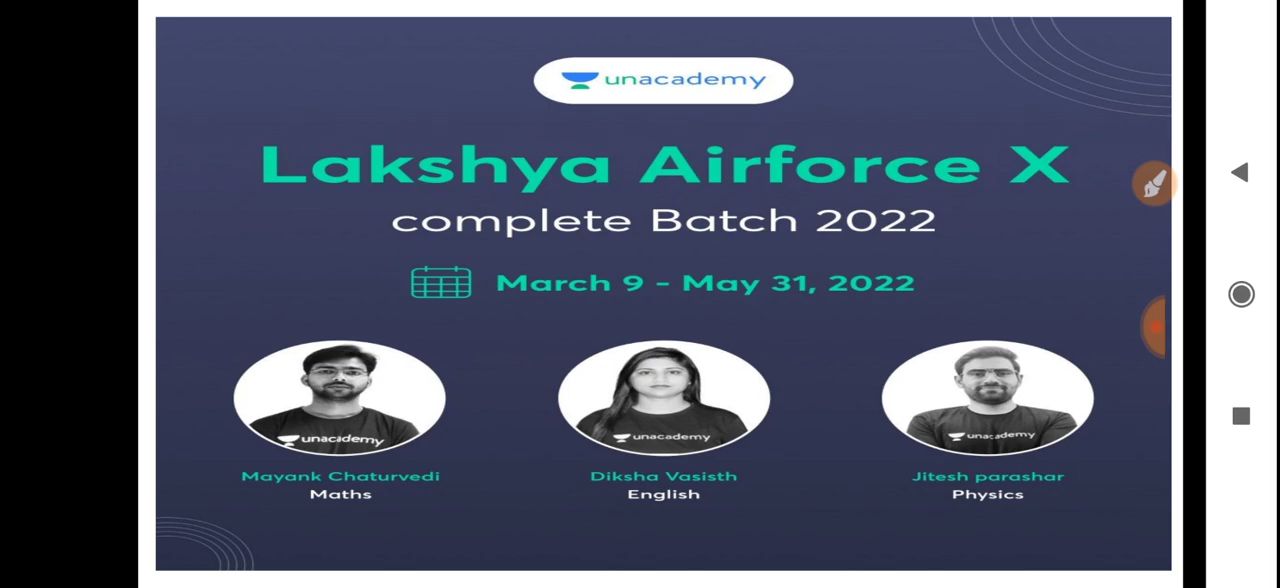 unacademy
Lakshya Airforce X
complete Batch 2022
March 9 - May 31, 2022
unacademy
unacademy
unacademy
Mayank Chaturvedi
Diksha Vasisth
Jitesh parashar
Maths
English
Physics